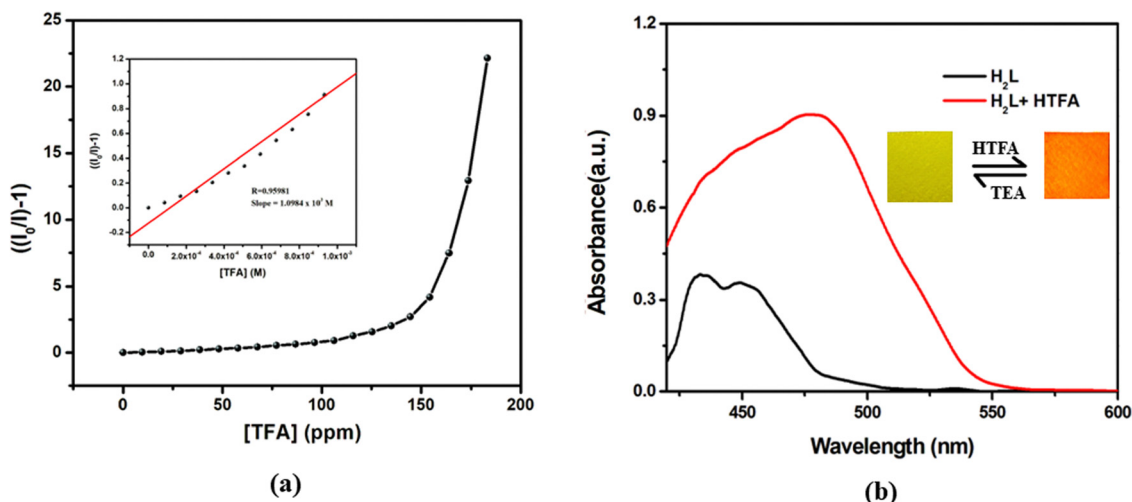 25
20
15
10
5
0
0
50
100
150
200
((I₀/I)-1)
[TFA] (ppm)
1.2
1.0
0.8
0.6
0.4
0.2
0.0
-0.2
0.0
2.0x10⁻⁴
4.0x10⁻⁴
6.0x10⁻⁴
8.0x10⁻⁴
1.0x10⁻³
((I₀/I)-1)
[TFA] (M)
R=0.95981
Slope = 1.0984 x 10³ M
(a)
1.2
0.9
0.6
0.3
0.0
450
500
550
600
Absorbance(a.u.)
Wavelength (nm)
H₂L
H₂L+ HTFA
HTFA
TEA
(b)